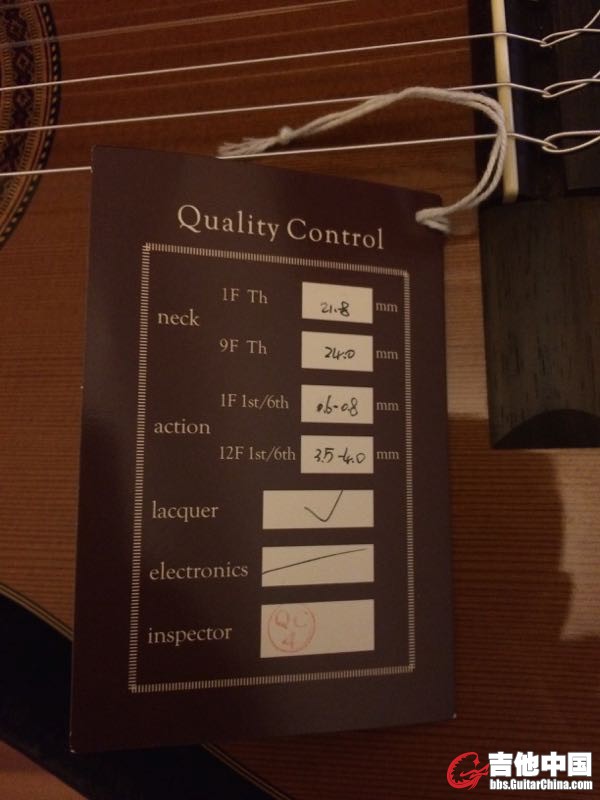 Quality Control
neck
1F Th 21.8 mm
9F Th 24.0 mm
action
1F 1st/6th 0.6-0.8 mm
12F 1st/6th 3.5-4.0 mm
lacquer
electronics
inspector QC 4
吉他中国
bbs.GuitarChina.com